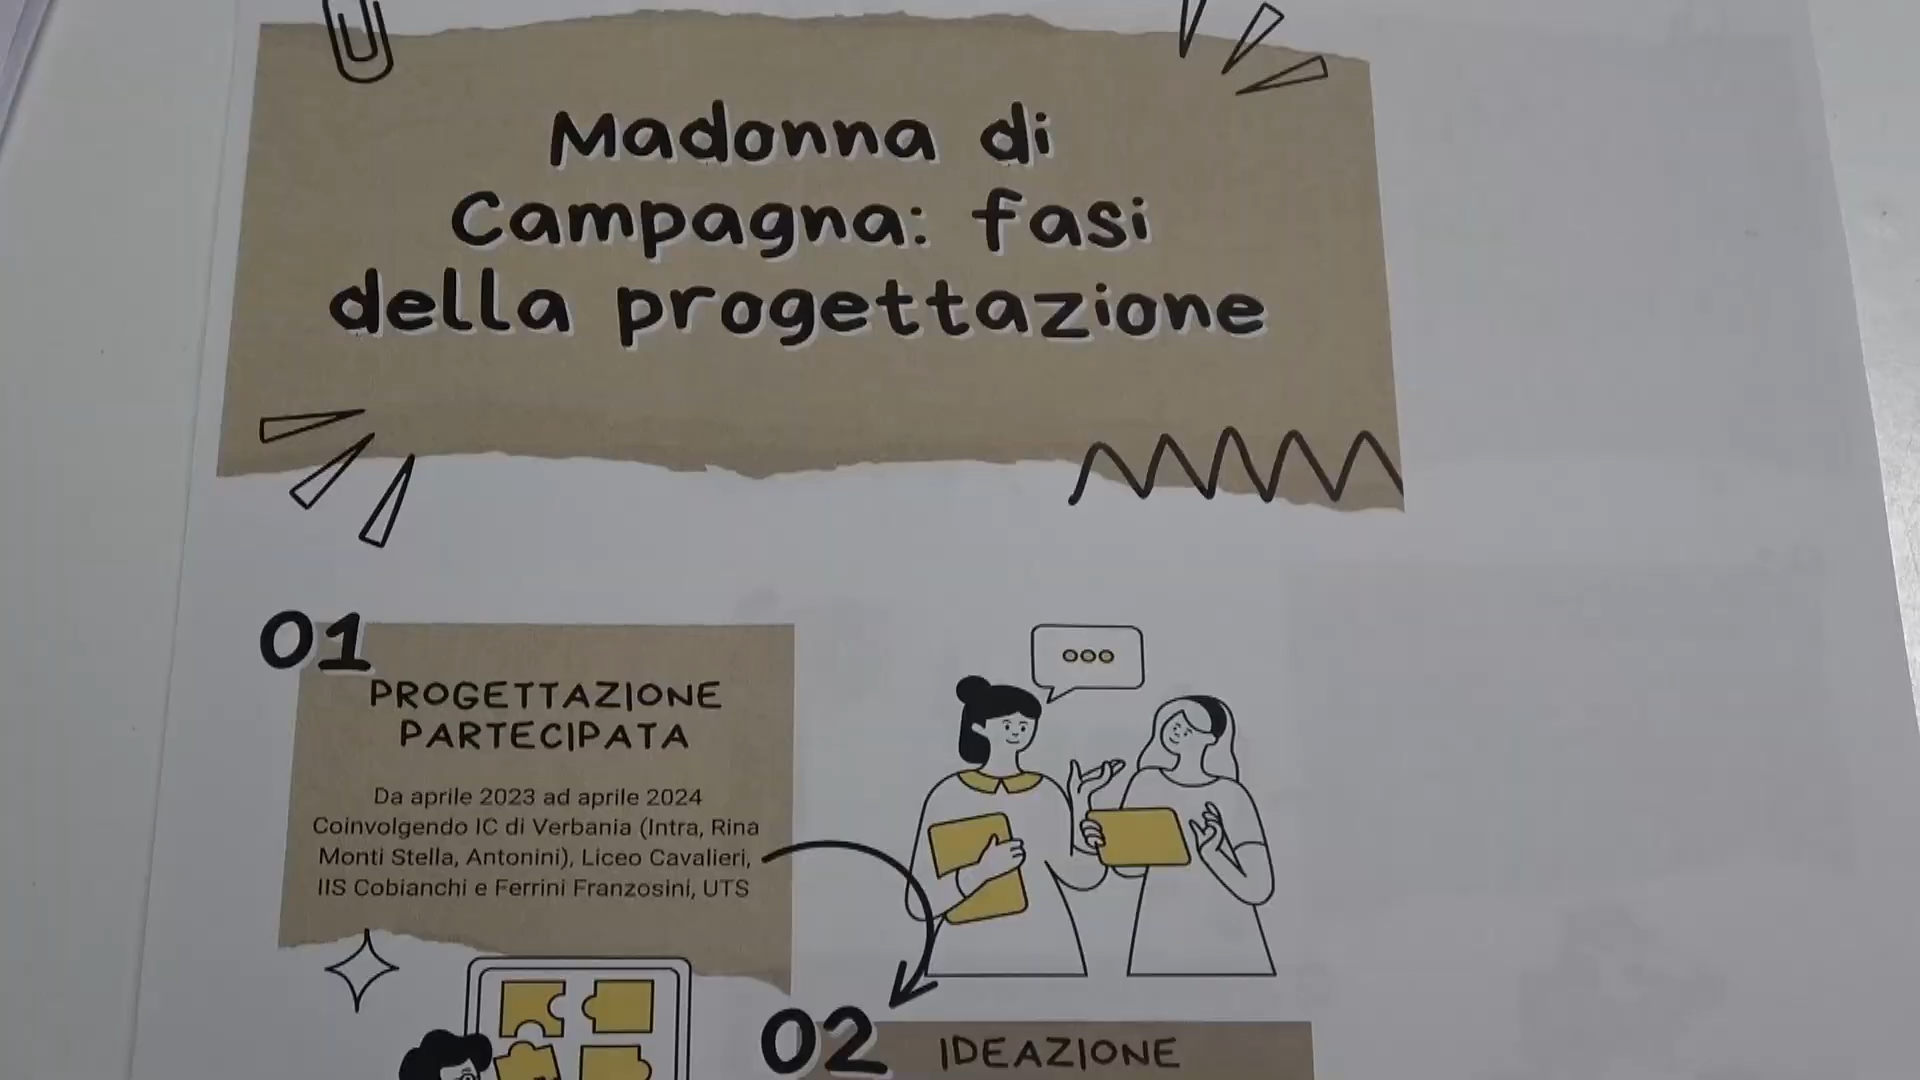 Madonna di
Campagna: fasi
della progettazione
01
PROGETTAZIONE
PARTECIPATA
Da aprile 2023 ad aprile 2024
Coinvolgendo IC di Verbania (Intra, Rina
Monti Stella, Antonini), Liceo Cavalieri,
IIS Cobianchi e Ferrini Franzosini, UTS
02
IDEAZIONE